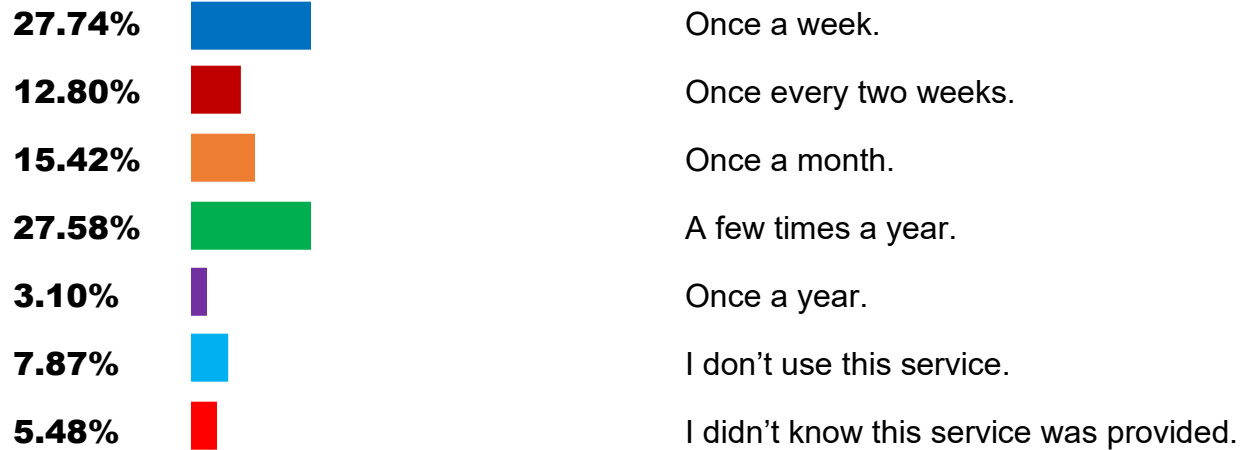 27.74% Once a week.
12.80% Once every two weeks.
15.42% Once a month.
27.58% A few times a year.
3.10% Once a year.
7.87% I don’t use this service.
5.48% I didn’t know this service was provided.